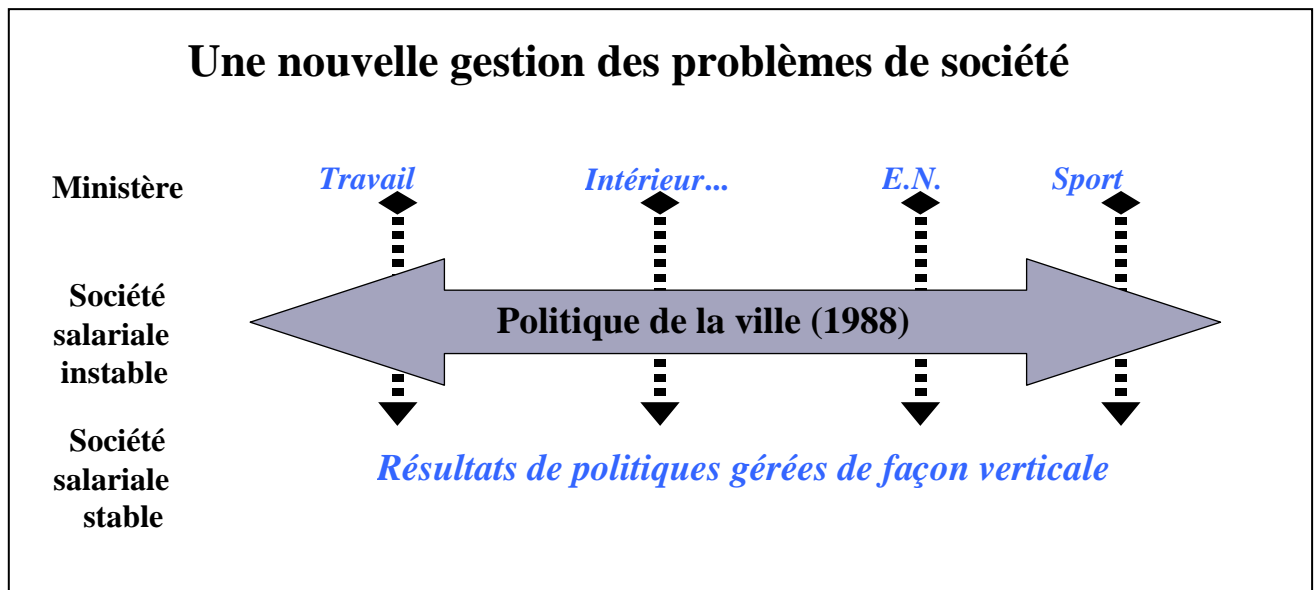 Une nouvelle gestion des problèmes de société
Ministère
Travail
Intérieur...
E.N.
Sport
Société
salariale
instable
Politique de la ville (1988)
Société
salariale
stable
Résultats de politiques gérées de façon verticale